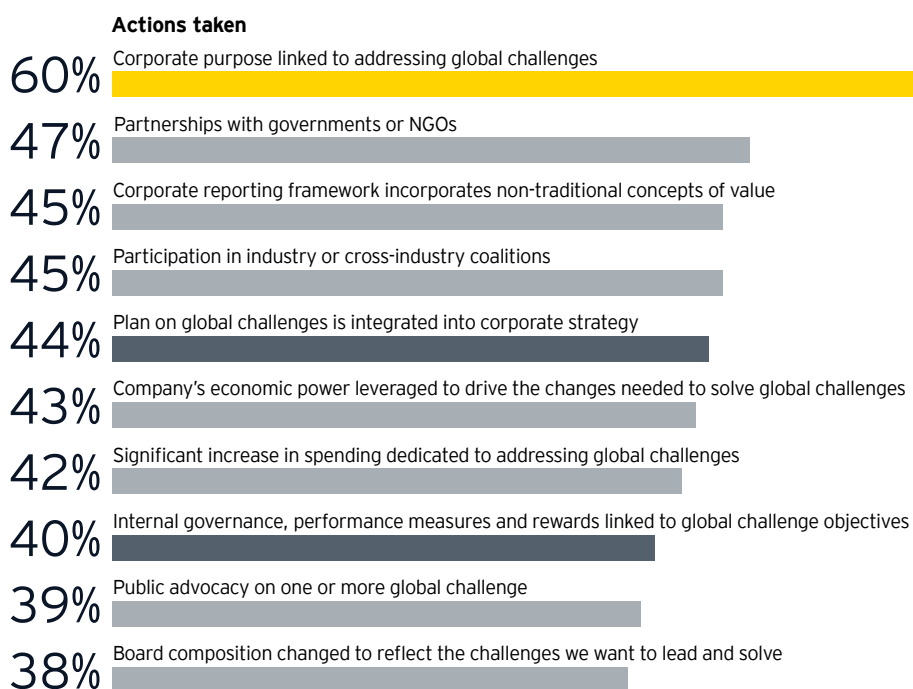 Actions taken
60% Corporate purpose linked to addressing global challenges
47% Partnerships with governments or NGOs
45% Corporate reporting framework incorporates non-traditional concepts of value
45% Participation in industry or cross-industry coalitions
44% Plan on global challenges is integrated into corporate strategy
43% Company’s economic power leveraged to drive the changes needed to solve global challenges
42% Significant increase in spending dedicated to addressing global challenges
40% Internal governance, performance measures and rewards linked to global challenge objectives
39% Public advocacy on one or more global challenge
38% Board composition changed to reflect the challenges we want to lead and solve